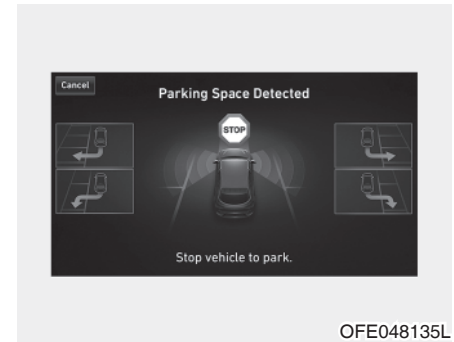 Cancel
Parking Space Detected
STOP
Stop vehicle to park.
OFE048135L